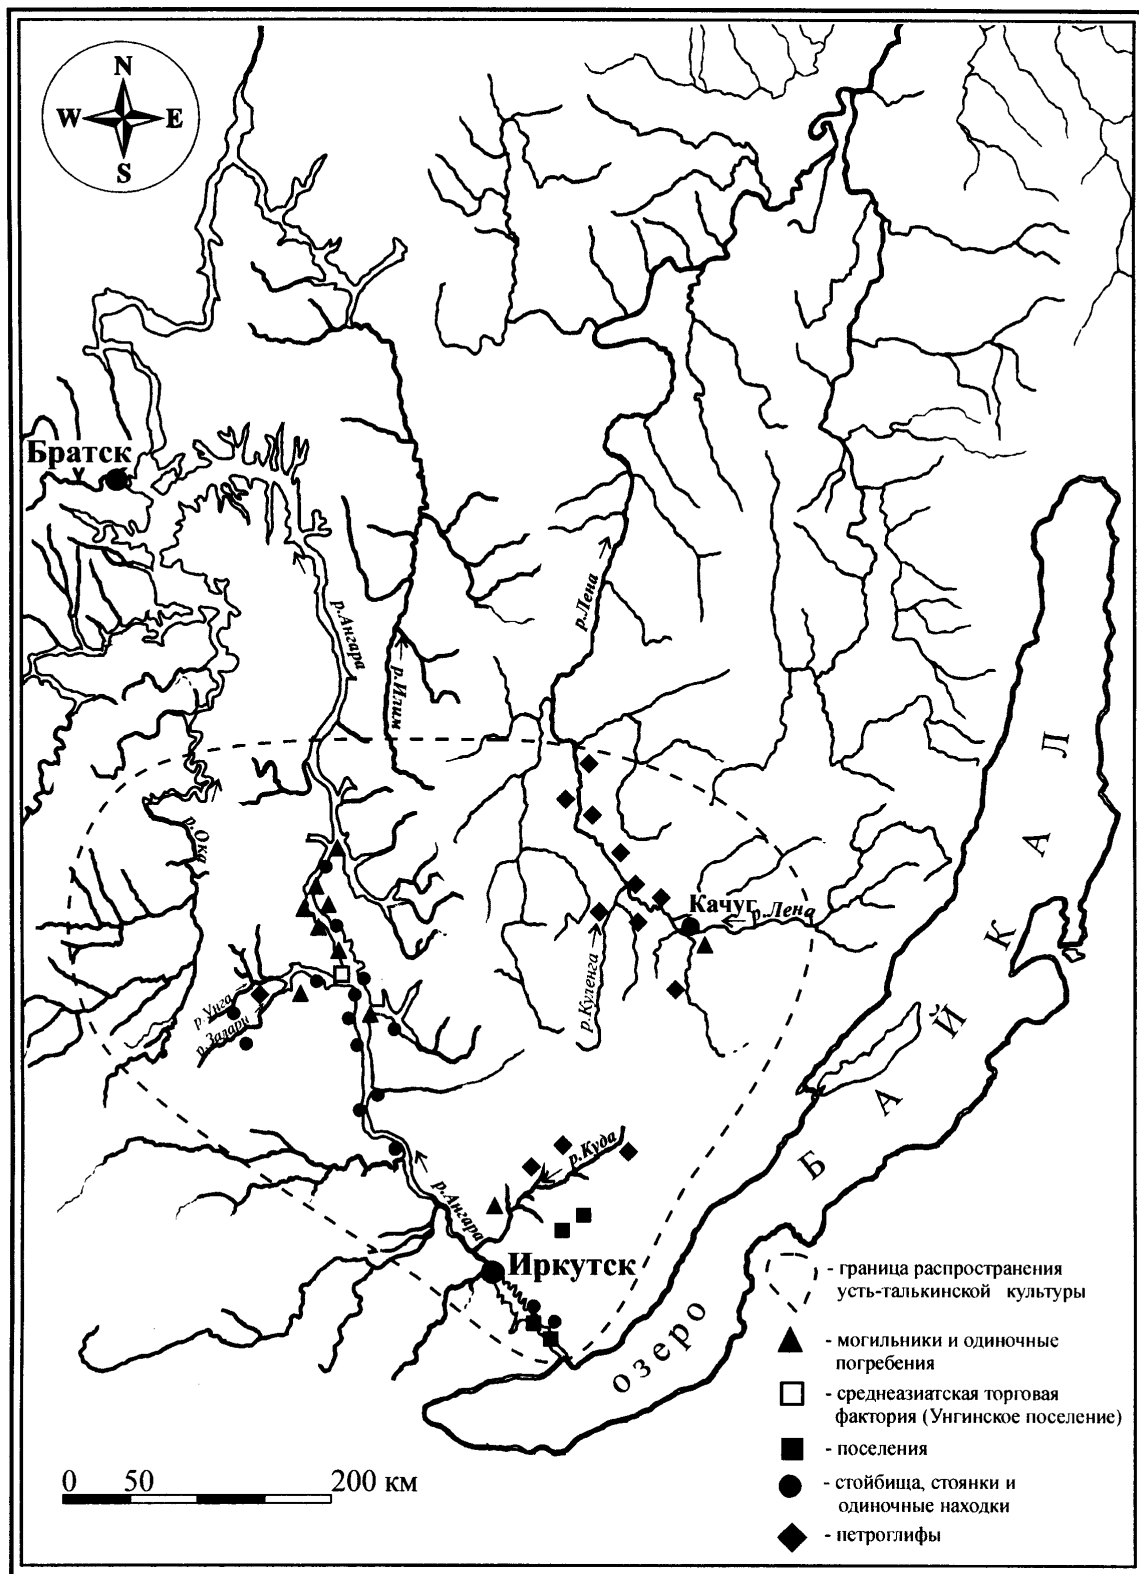 N
W E
S
Братск
р.Ангара
р.Илим
р.Лена
р.Ока
Качуг
р.Лена
р.Куленга
р.Унга
р.Залари
р.Куда
р.Ангара
Иркутск
озеро
БАЙКАЛ
- граница распространения
усть-талькинской культуры
- могильники и одиночные
погребения
- среднеазиатская торговая
фактория (Унгинское поселение)
- поселения
- стойбища, стоянки и
одиночные находки
- петроглифы
0 50 200 км